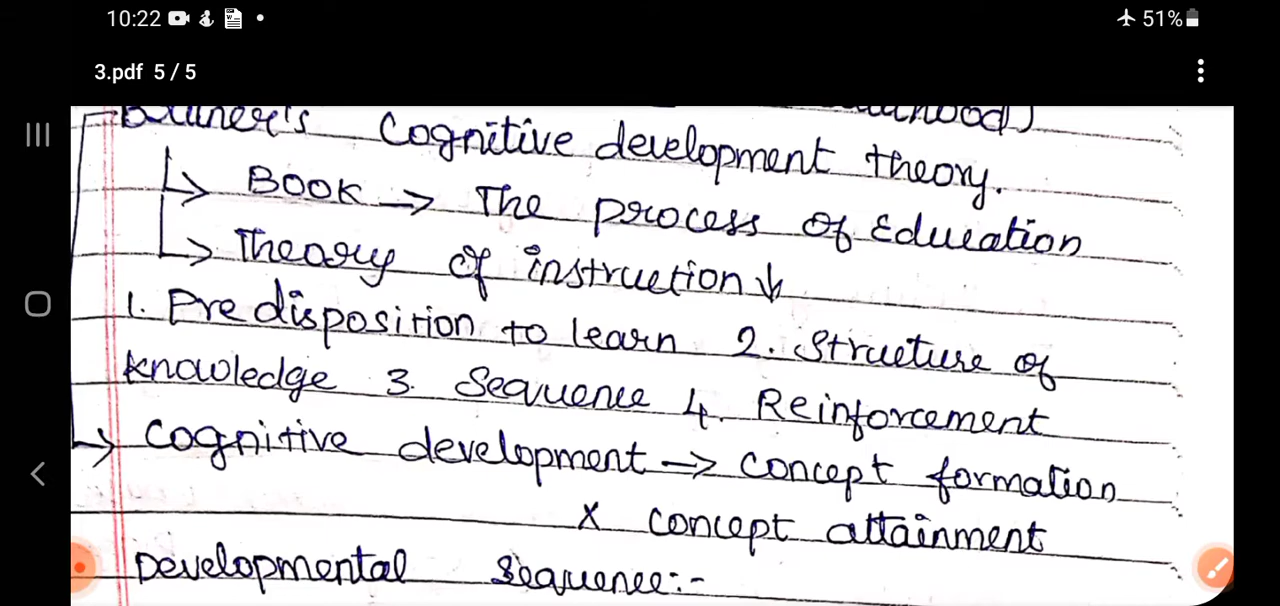 10:22 51%
3.pdf 5 / 5
Bruner's Cognitive development theory.
BOOK → The process of Education
Theory of instruction ↓
1. Predisposition to learn 2. Structure of
knowledge 3. Sequence 4. Reinforcement
→ Cognitive development → concept formation
x concept attainment
Developmental Sequence:-